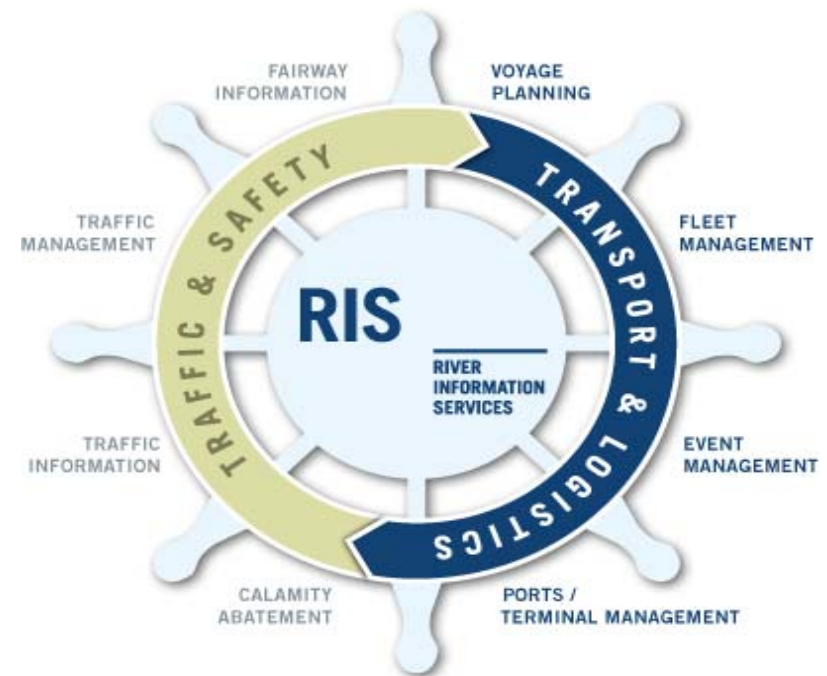 FAIRWAY
INFORMATION
VOYAGE
PLANNING
TRAFFIC & SAFETY
TRANSPORT & LOGISTICS
TRAFFIC
MANAGEMENT
FLEET
MANAGEMENT
RIS
RIVER
INFORMATION
SERVICES
TRAFFIC
INFORMATION
EVENT
MANAGEMENT
CALAMITY
ABATEMENT
PORTS /
TERMINAL MANAGEMENT